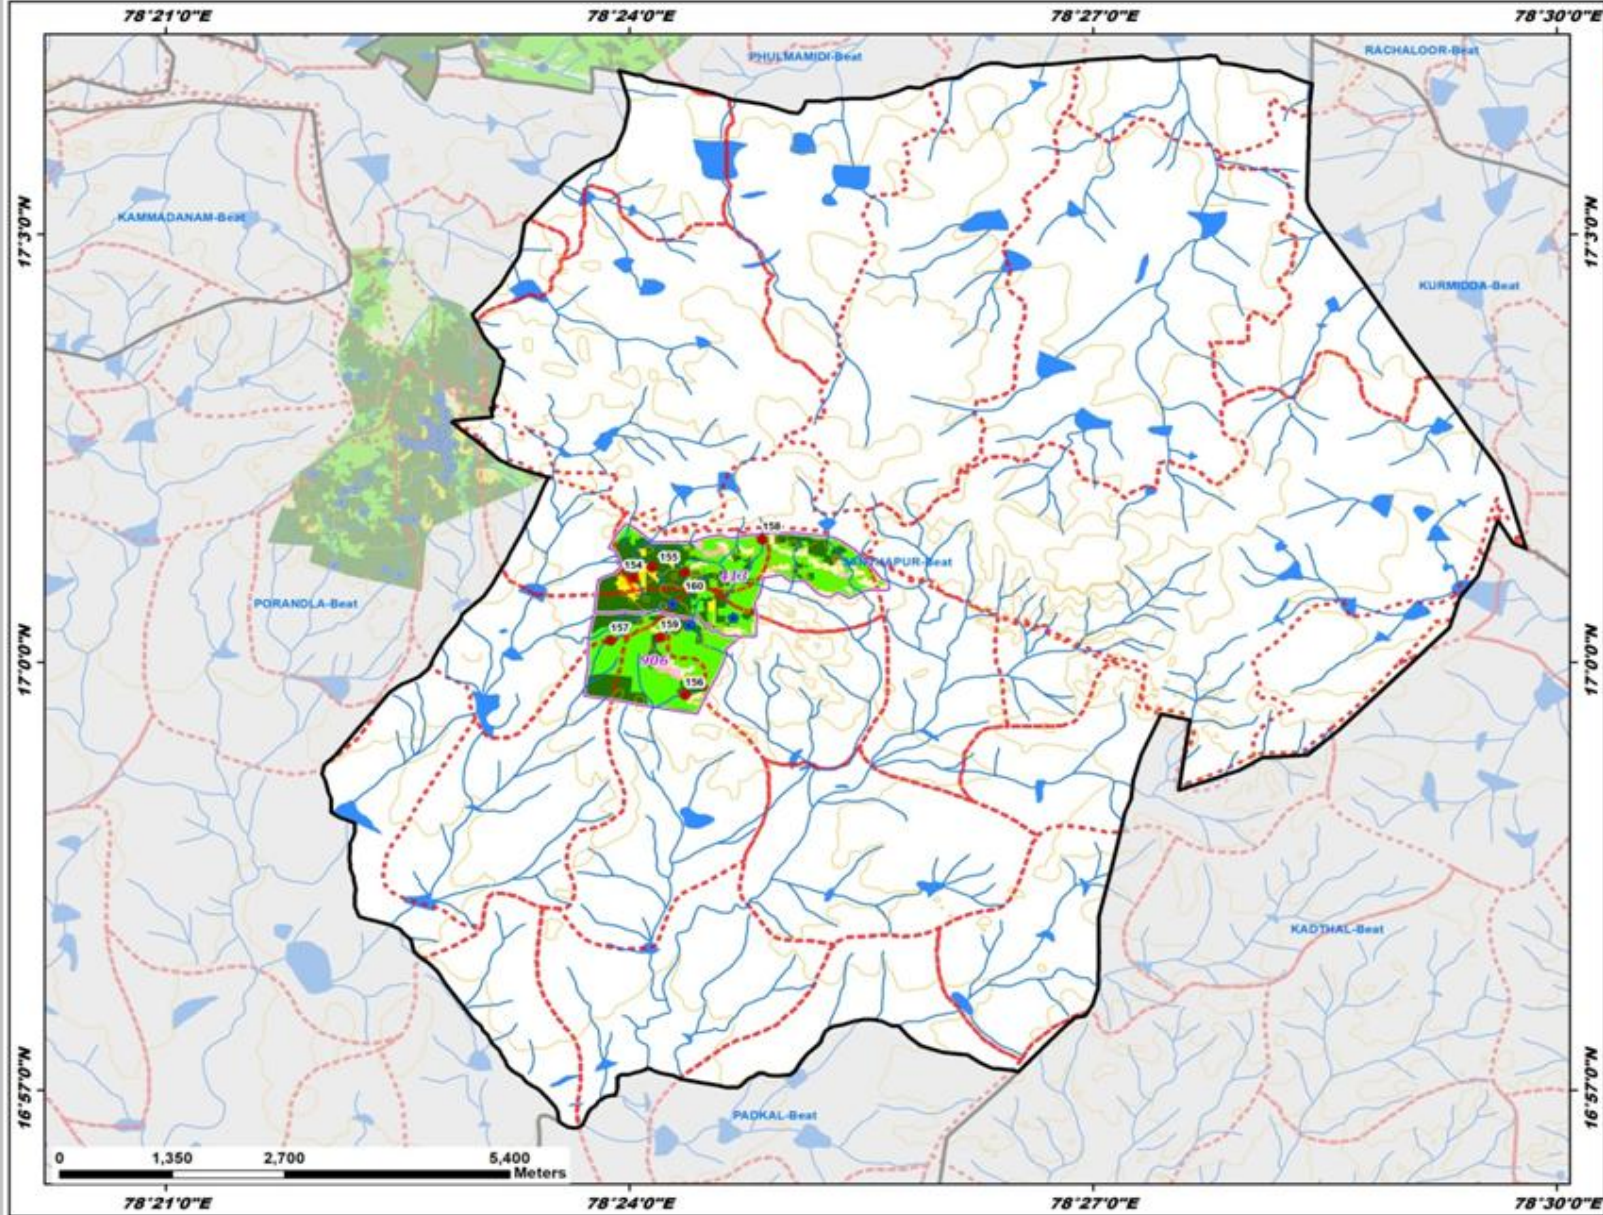 78°21'0"E 78°24'0"E 78°27'0"E 78°30'0"E
PHULMAMIDI-Beat
RACHALOOR-Beat
KAMMADANAM-Beat
17°3'0"N 17°3'0"N
KURMIDDA-Beat
158
155
154
160
PORANDLA-Beat
157
159
906
17°0'0"N 17°0'0"N
156
KADTHAL-Beat
16°57'0"N 16°57'0"N
PADKAL-Beat
0 1,350 2,700 5,400
Meters
78°21'0"E 78°24'0"E 78°27'0"E 78°30'0"E